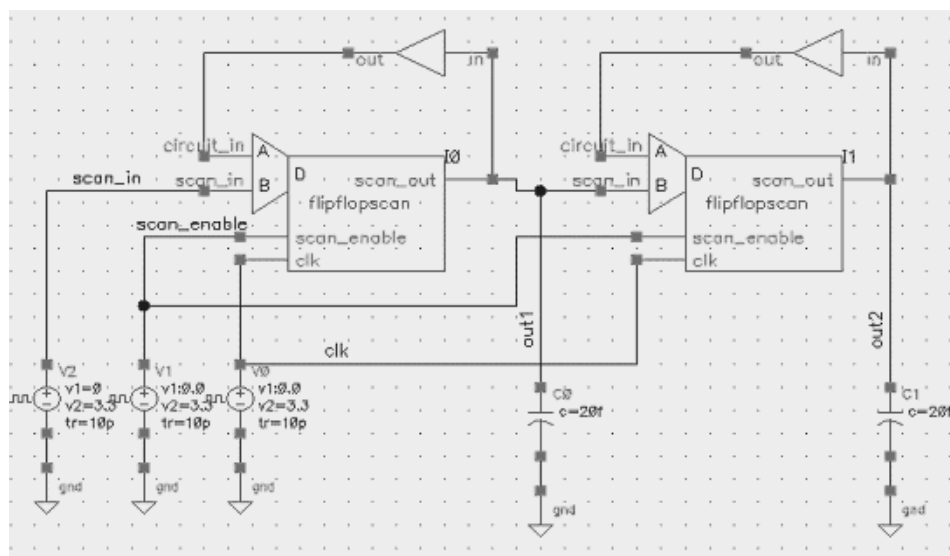 out in out in
circuit_in A I0 circuit_in A I1
scan_in scan_in B D scan_out scan_in B D scan_out
flipflopscan flipflopscan
scan_enable scan_enable scan_enable
clk clk
out1 out2
clk
V2 V1 V0
v1=0 v1:0.0 v1:0.0 C0 C1
v2=3.3 v2=3.3 v2=3.3 c=20f c=20f
tr=10p tr=10p tr=10p
gnd gnd gnd gnd gnd